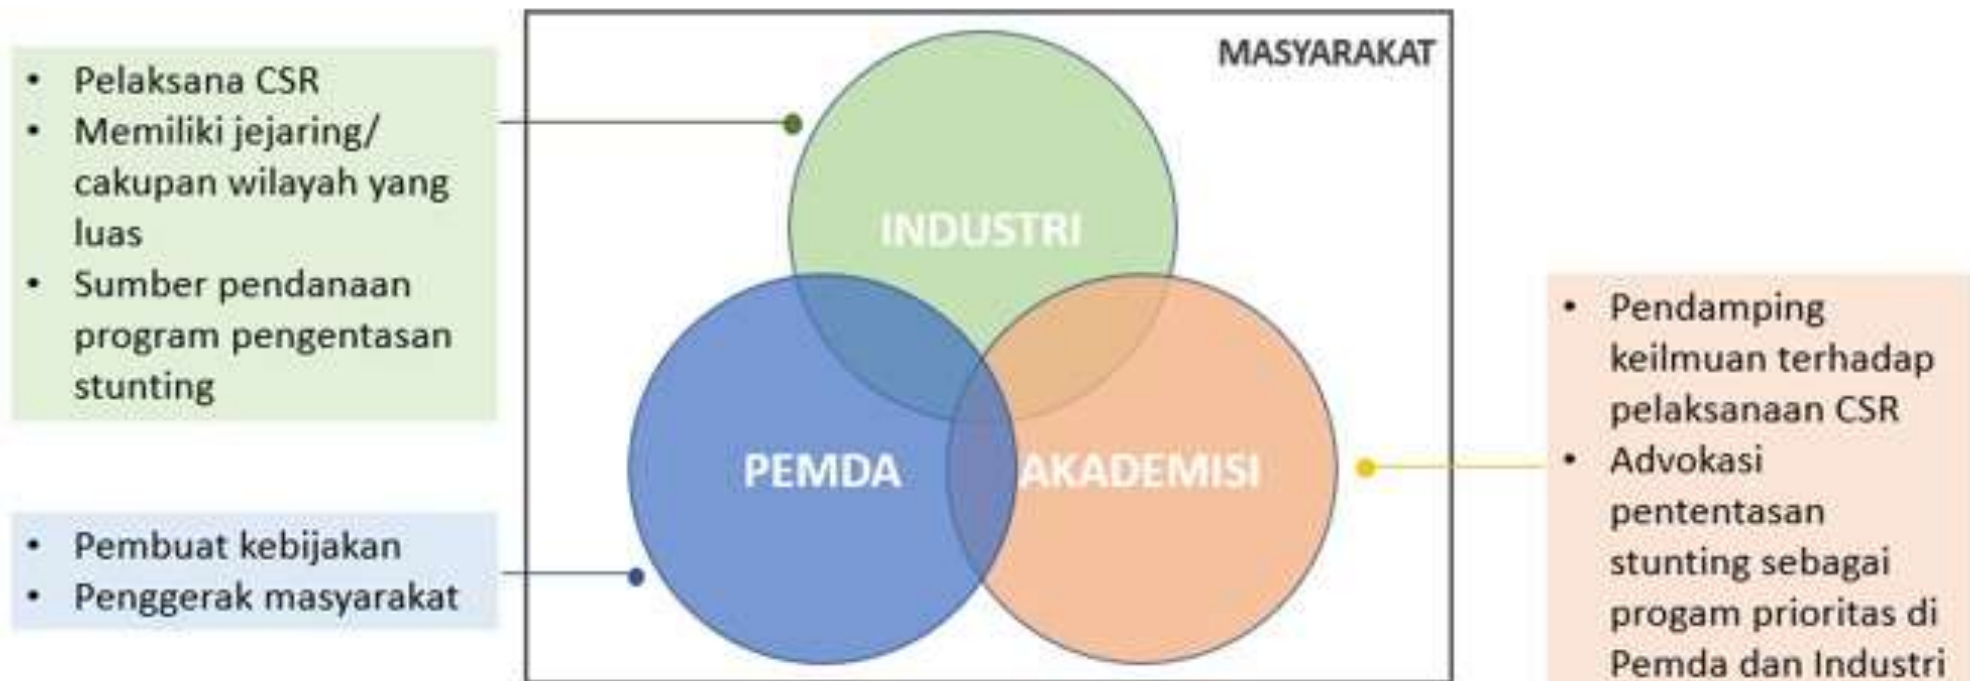 • Pelaksana CSR
• Memiliki jejaring/
cakupan wilayah yang
luas
• Sumber pendanaan
program pengentasan
stunting
• Pembuat kebijakan
• Penggerak masyarakat
MASYARAKAT
INDUSTRI
PEMDA
AKADEMISI
• Pendamping
keilmuan terhadap
pelaksanaan CSR
• Advokasi
pententasan
stunting sebagai
progam prioritas di
Pemda dan Industri